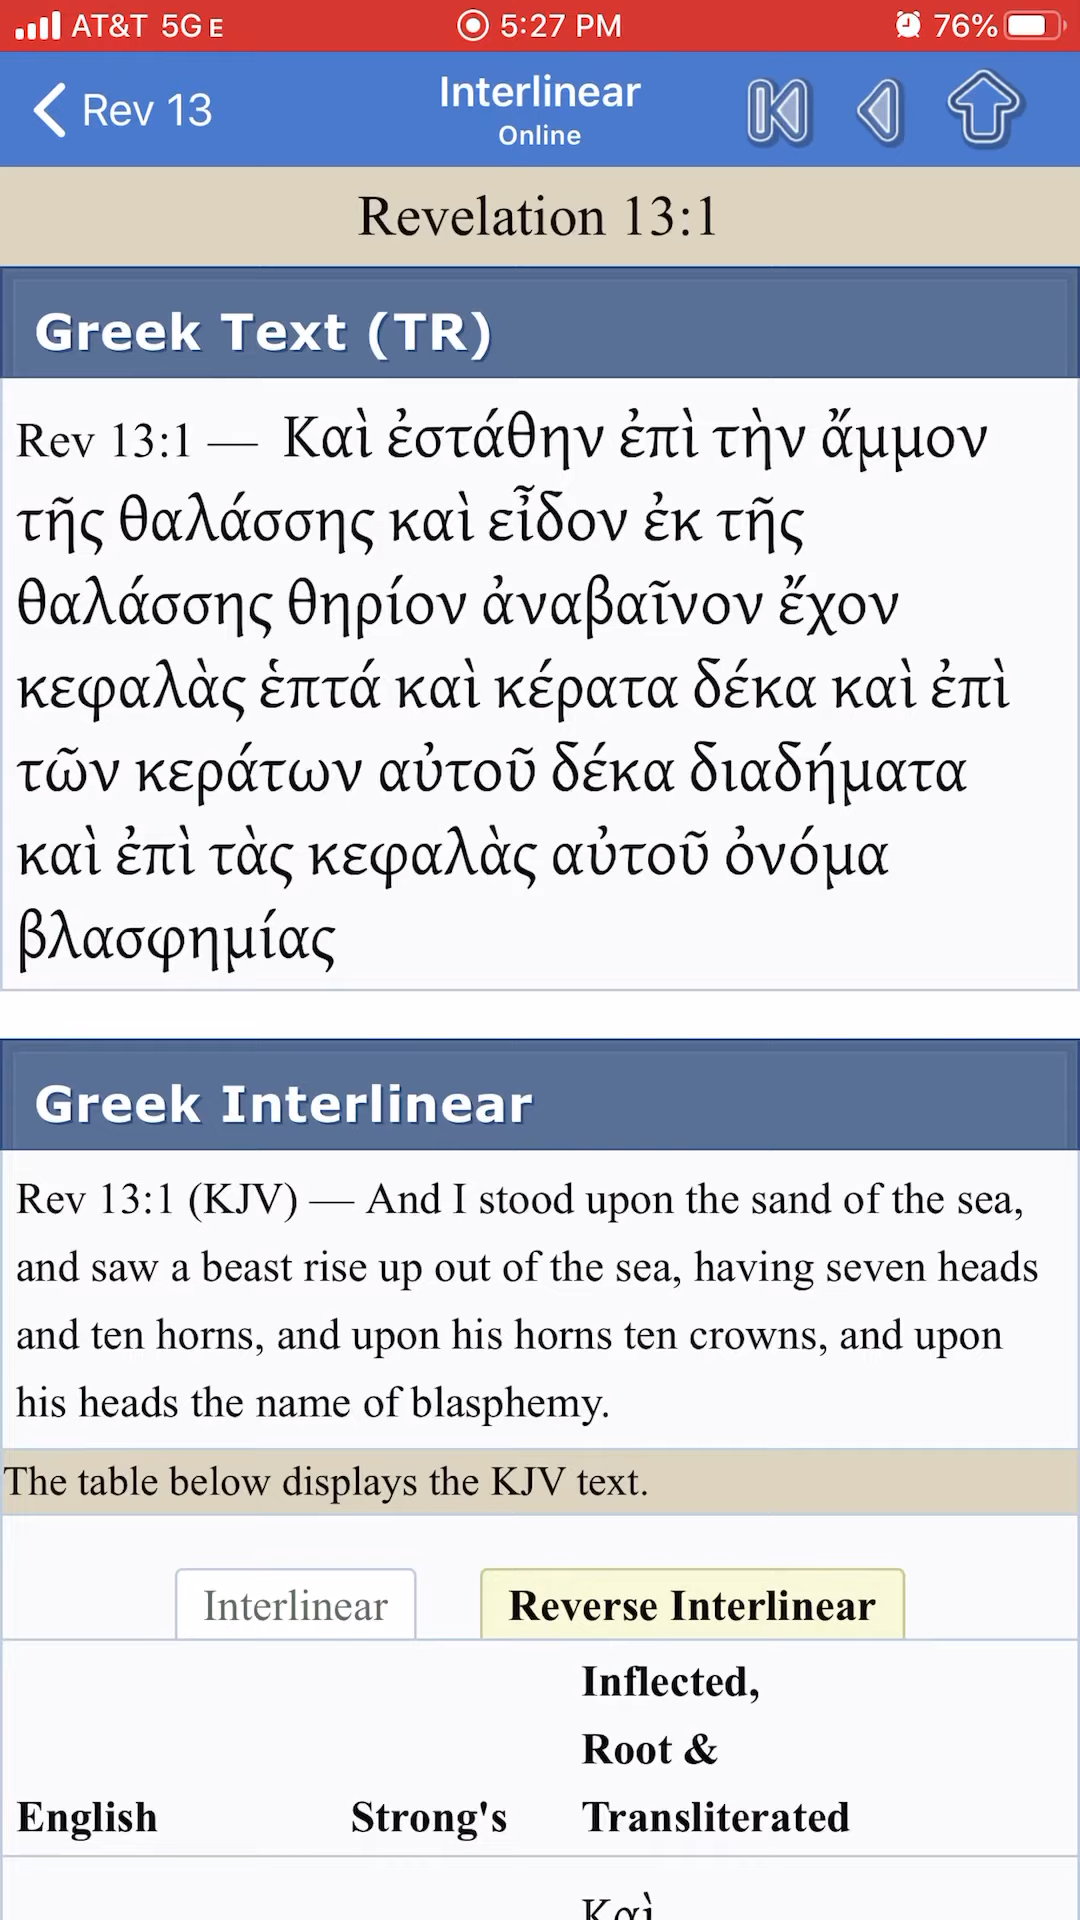 AT&T 5G E 5:27 PM 76%
Rev 13 Interlinear
Online
Revelation 13:1
Greek Text (TR)
Rev 13:1 — Καὶ ἐστάθην ἐπὶ τὴν ἄμμον
τῆς θαλάσσης καὶ εἶδον ἐκ τῆς
θαλάσσης θηρίον ἀναβαῖνον ἔχον
κεφαλὰς ἑπτά καὶ κέρατα δέκα καὶ ἐπὶ
τῶν κεράτων αὐτοῦ δέκα διαδήματα
καὶ ἐπὶ τὰς κεφαλὰς αὐτοῦ ὀνόμα
βλασφημίας
Greek Interlinear
Rev 13:1 (KJV) — And I stood upon the sand of the sea,
and saw a beast rise up out of the sea, having seven heads
and ten horns, and upon his horns ten crowns, and upon
his heads the name of blasphemy.
The table below displays the KJV text.
Interlinear Reverse Interlinear
Inflected,
Root &
English Strong's Transliterated
Καὶ